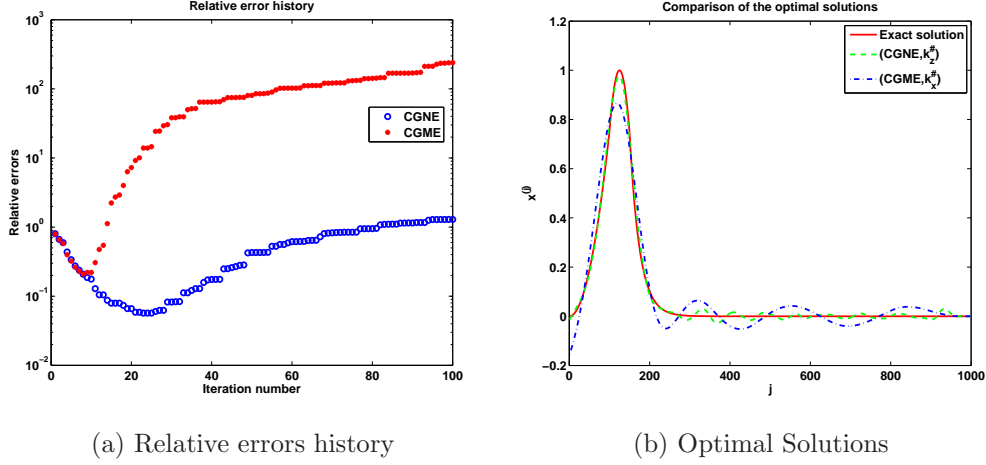 Relative error history
10^3
10^2
10^1
10^0
10^-1
10^-2
Relative errors
0 20 40 60 80 100
Iteration number
CGNE
CGME
(a) Relative errors history
Comparison of the optimal solutions
1.2
1
0.8
0.6
0.4
0.2
0
−0.2
x^(j)
0 200 400 600 800 1000
j
Exact solution
(CGNE,k_z^#)
(CGME,k_x^#)
(b) Optimal Solutions